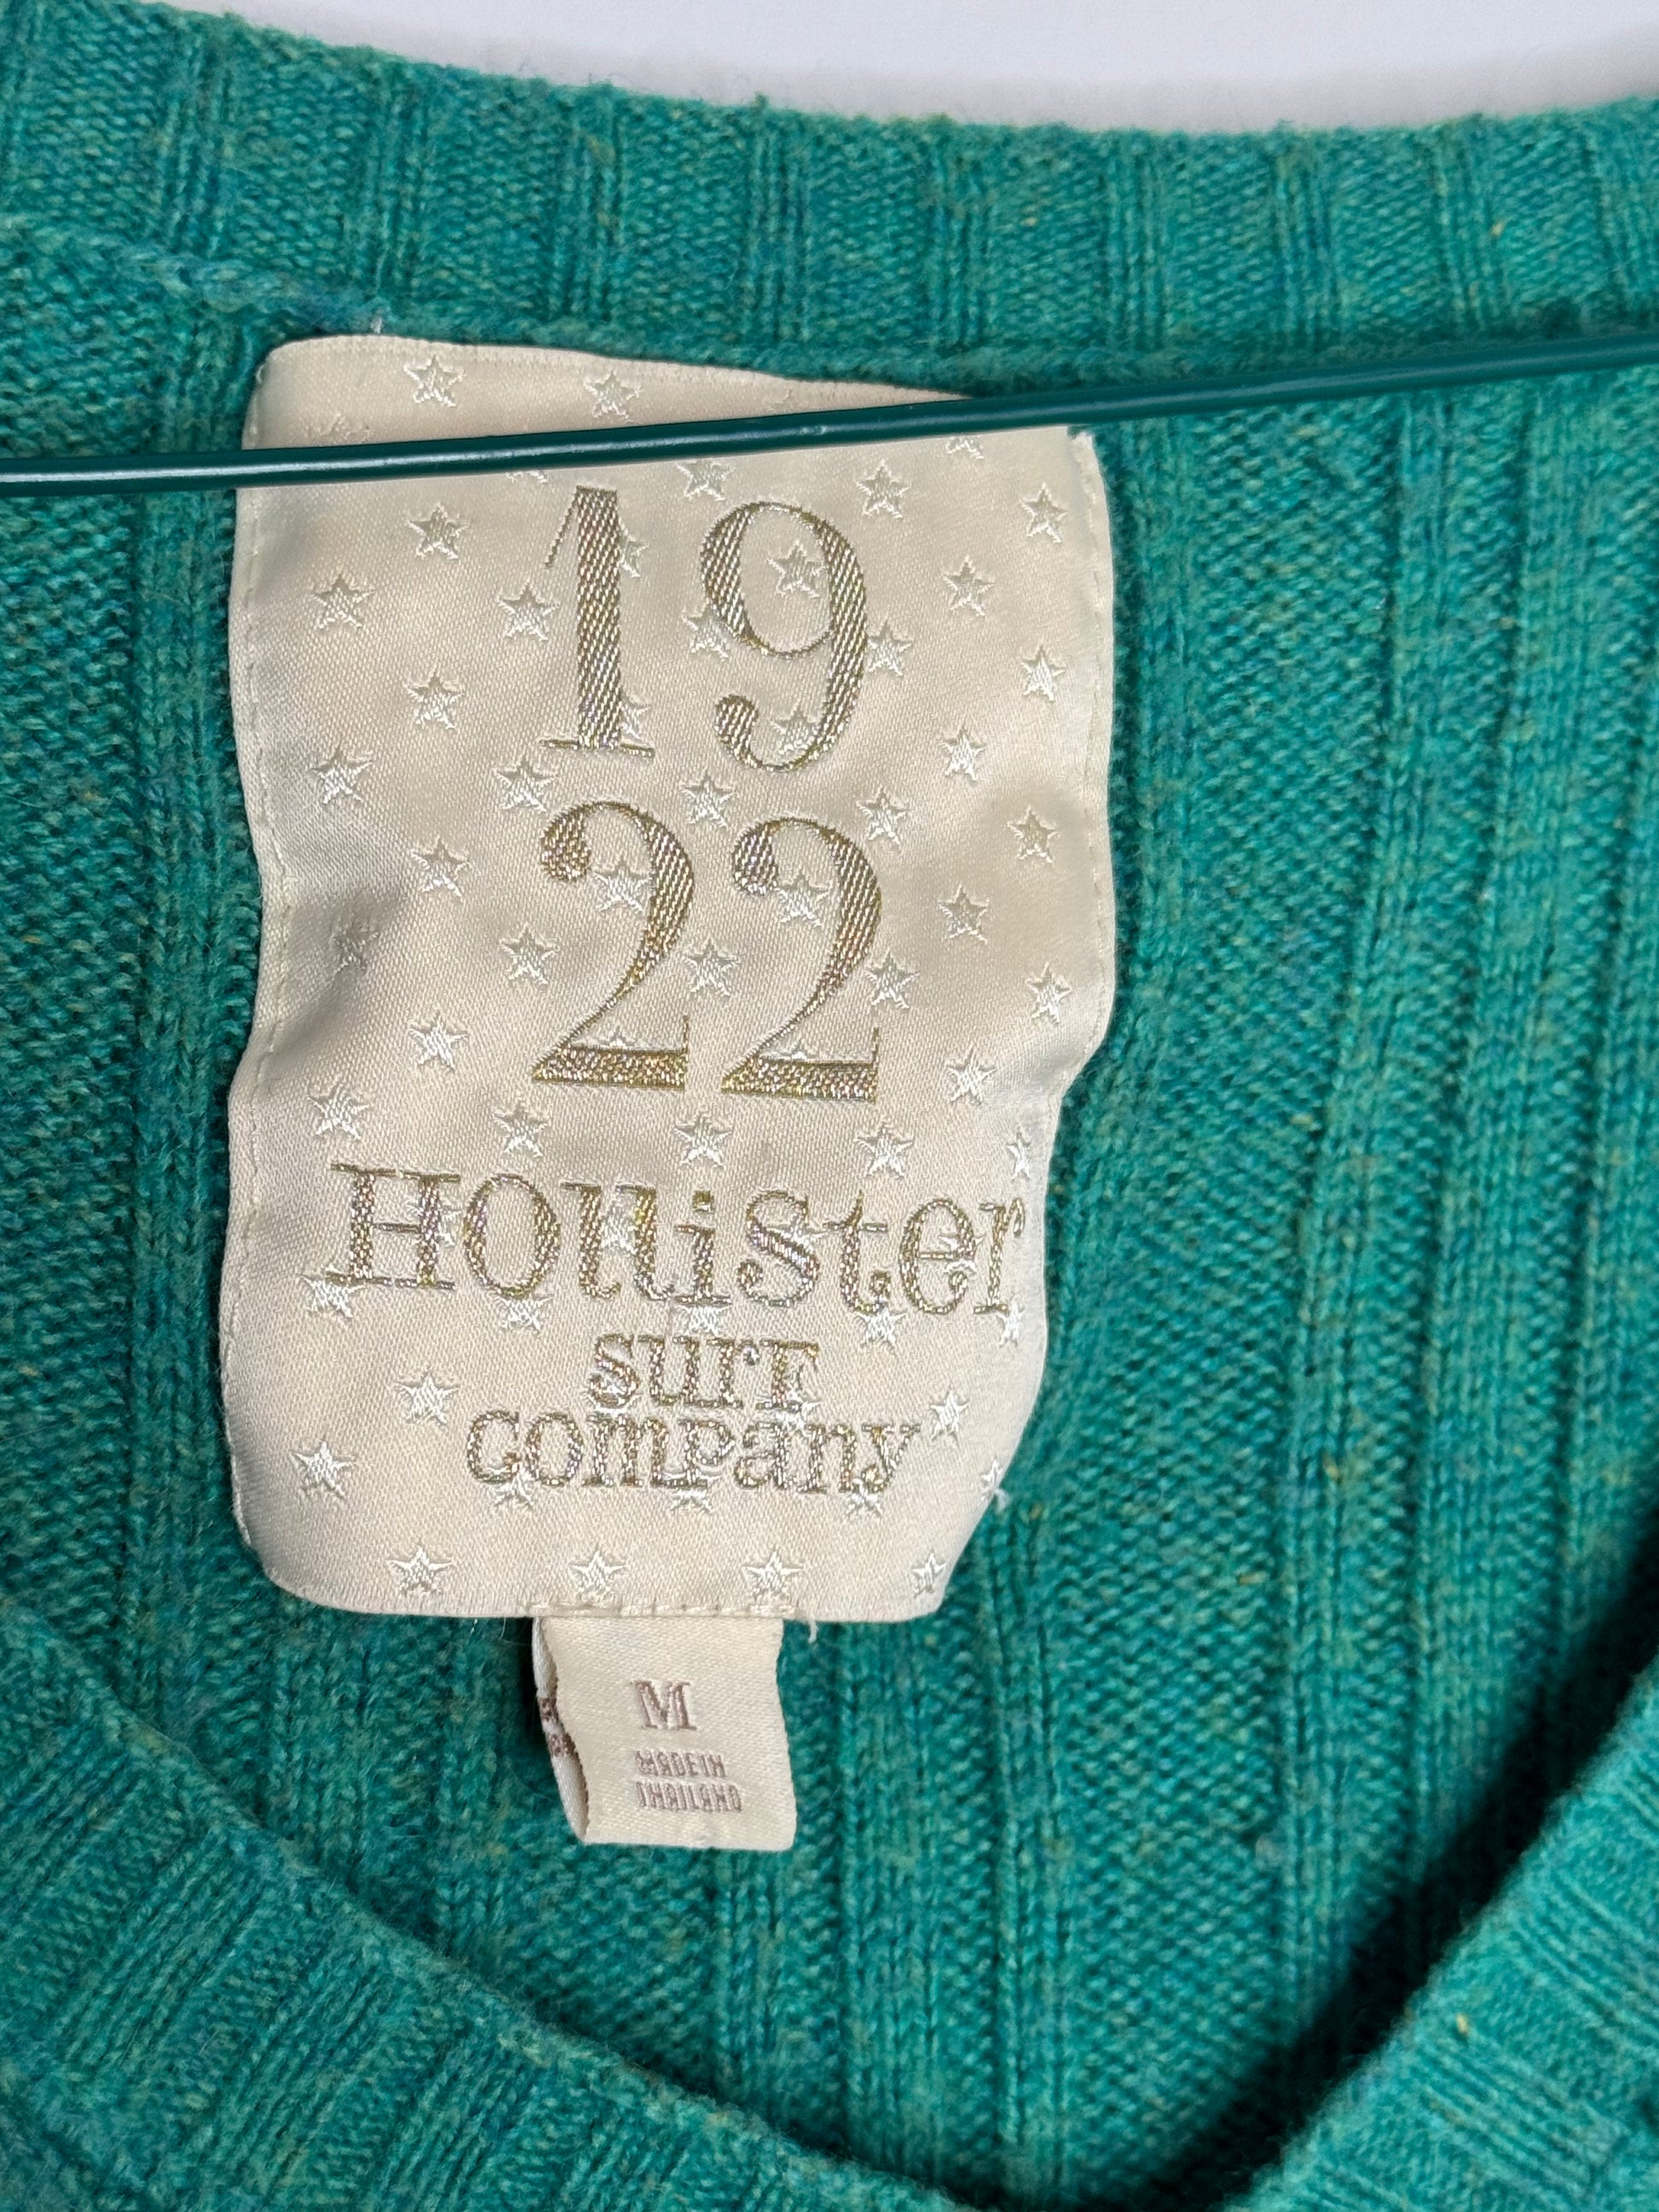 19
22
Hollister
surf
company
M
MADE IN
THAILAND